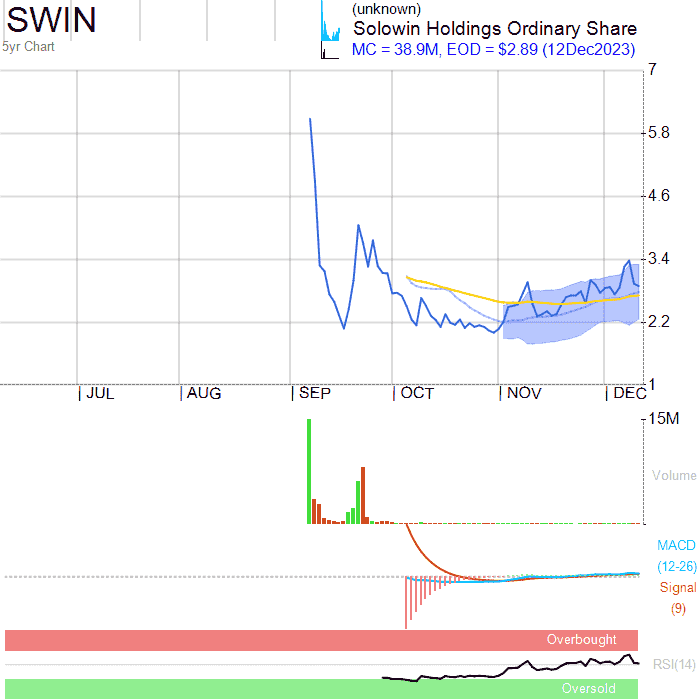 SWIN
5yr Chart
(unknown)
Solowin Holdings Ordinary Share
MC = 38.9M, EOD = $2.89 (12Dec2023)
7
5.8
4.6
3.4
2.2
1
| JUL | AUG | SEP | OCT | NOV | DEC
15M
Volume
MACD
(12-26)
Signal
(9)
Overbought
RSI(14)
Oversold